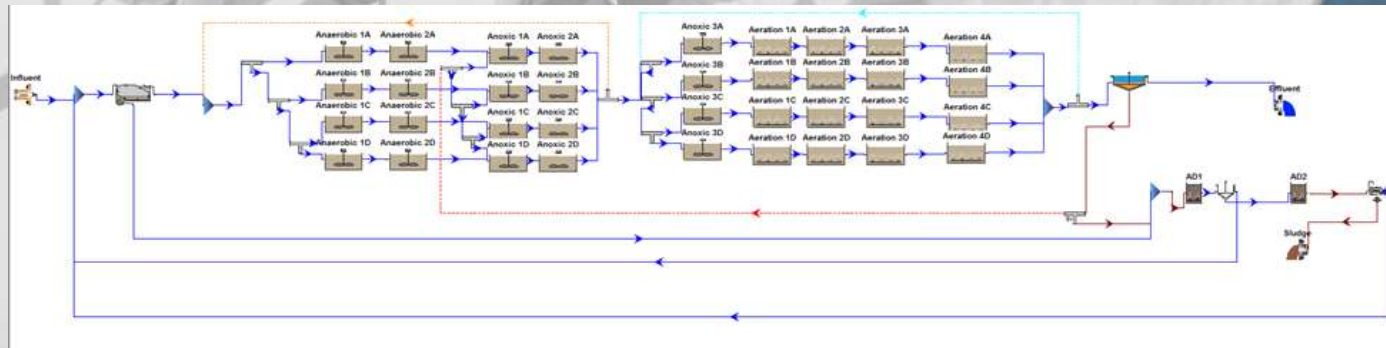 Influent
Anaerobic 1A Anaerobic 2A Anoxic 1A Anoxic 2A Anoxic 3A Aeration 1A Aeration 2A Aeration 3A Aeration 4A
Anaerobic 1B Anaerobic 2B Anoxic 1B Anoxic 2B Anoxic 3B Aeration 1B Aeration 2B Aeration 3B Aeration 4B
Anaerobic 1C Anaerobic 2C Anoxic 1C Anoxic 2C Anoxic 3C Aeration 1C Aeration 2C Aeration 3C Aeration 4C
Anaerobic 1D Anaerobic 2D Anoxic 1D Anoxic 2D Anoxic 3D Aeration 1D Aeration 2D Aeration 3D Aeration 4D
Effluent
AD1 AD2
Sludge